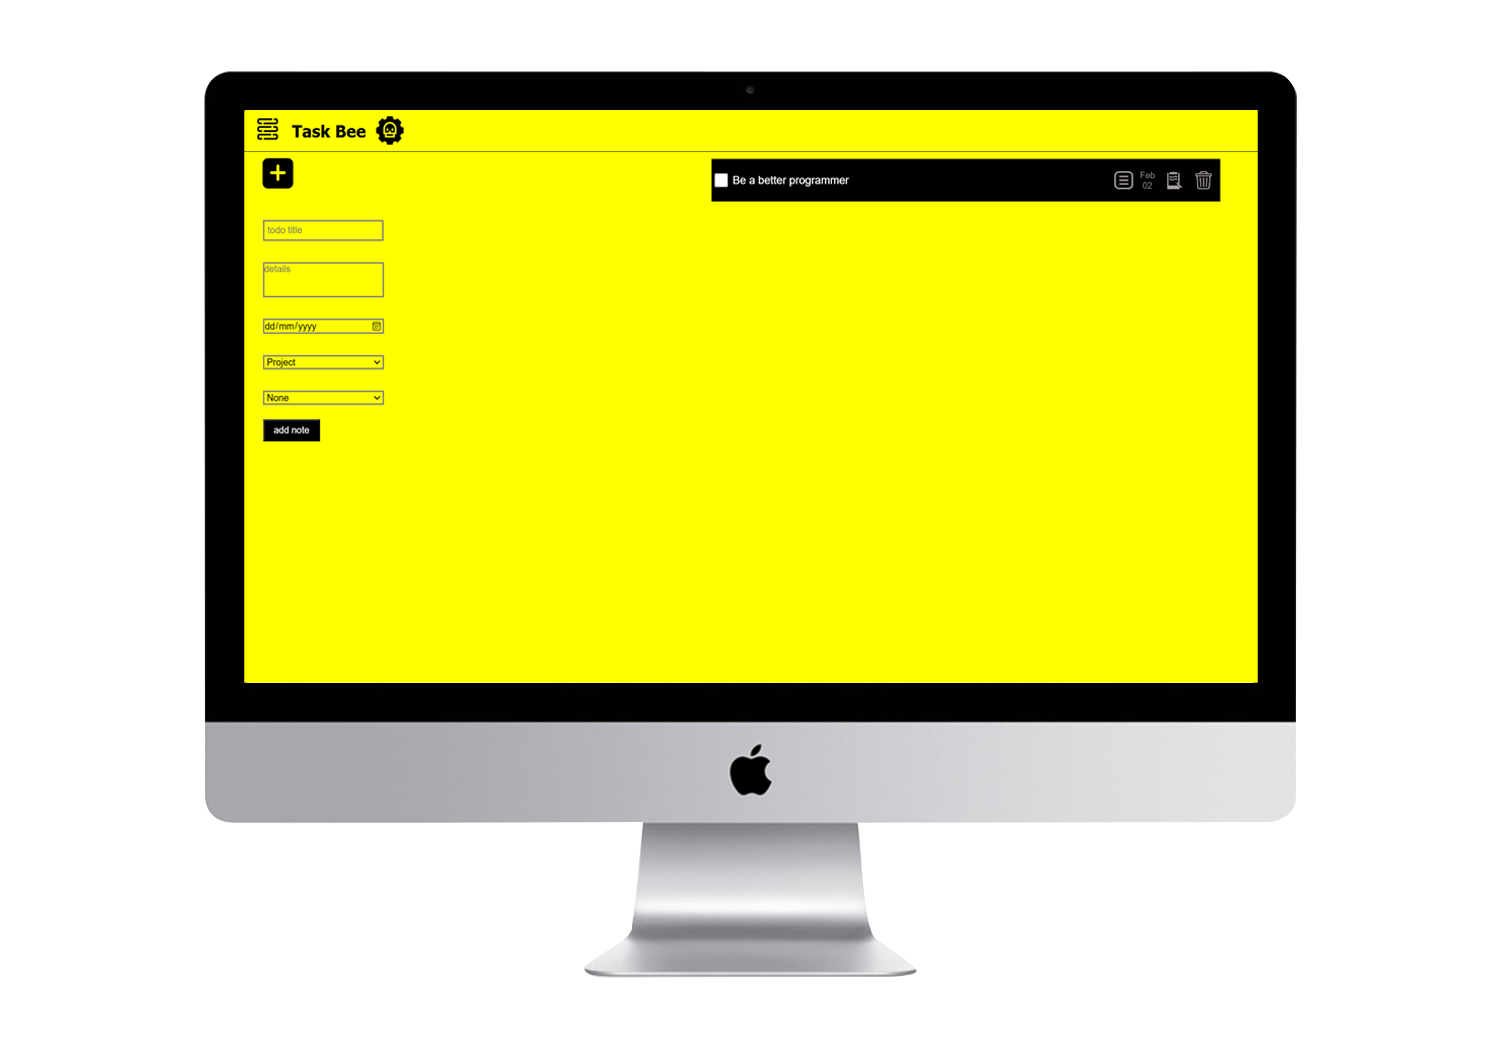 Task Bee
Be a better programmer
Feb
02
todo title
details
dd/mm/yyyy
Project
None
add note